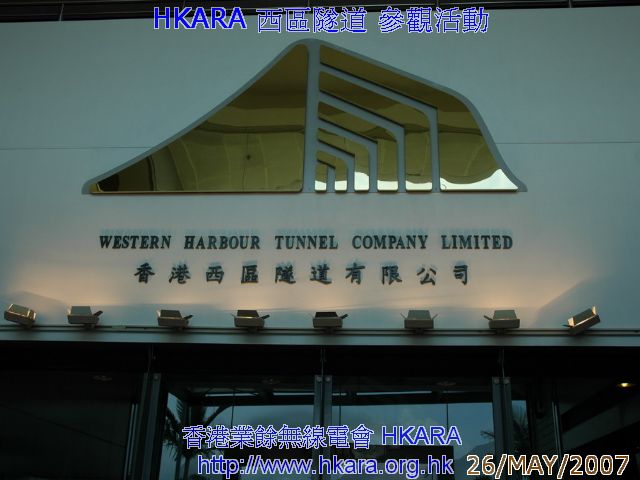 HKARA 西區隧道 參觀活動
WESTERN HARBOUR TUNNEL COMPANY LIMITED
香港西區隧道有限公司
香港業餘無線電會 HKARA
http://www.hkara.org.hk 26/MAY/2007